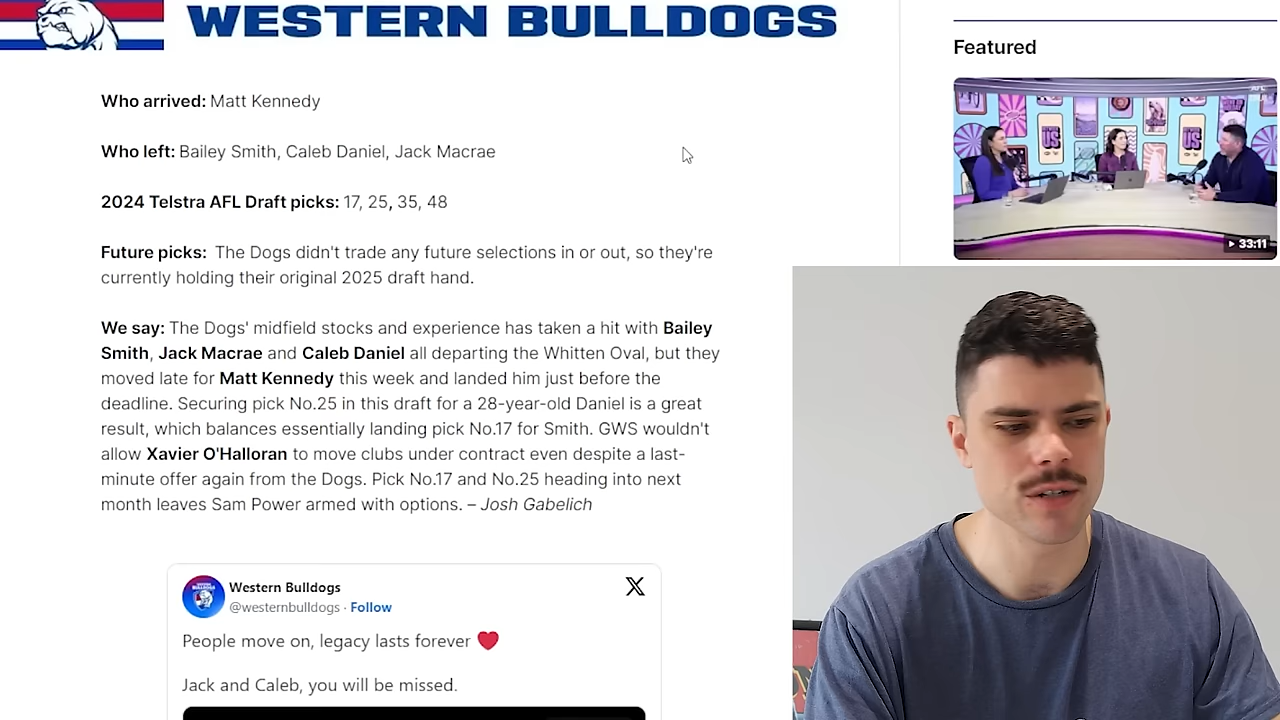 WESTERN BULLDOGS
Who arrived: Matt Kennedy
Who left: Bailey Smith, Caleb Daniel, Jack Macrae
2024 Telstra AFL Draft picks: 17, 25, 35, 48
Future picks: The Dogs didn't trade any future selections in or out, so they're
currently holding their original 2025 draft hand.
We say: The Dogs' midfield stocks and experience has taken a hit with Bailey
Smith, Jack Macrae and Caleb Daniel all departing the Whitten Oval, but they
moved late for Matt Kennedy this week and landed him just before the
deadline. Securing pick No.25 in this draft for a 28-year-old Daniel is a great
result, which balances essentially landing pick No.17 for Smith. GWS wouldn't
allow Xavier O'Halloran to move clubs under contract even despite a last-
minute offer again from the Dogs. Pick No.17 and No.25 heading into next
month leaves Sam Power armed with options. – Josh Gabelich
Western Bulldogs
@westernbulldogs · Follow
People move on, legacy lasts forever
Jack and Caleb, you will be missed.
Featured
AFL
US
US
33:11